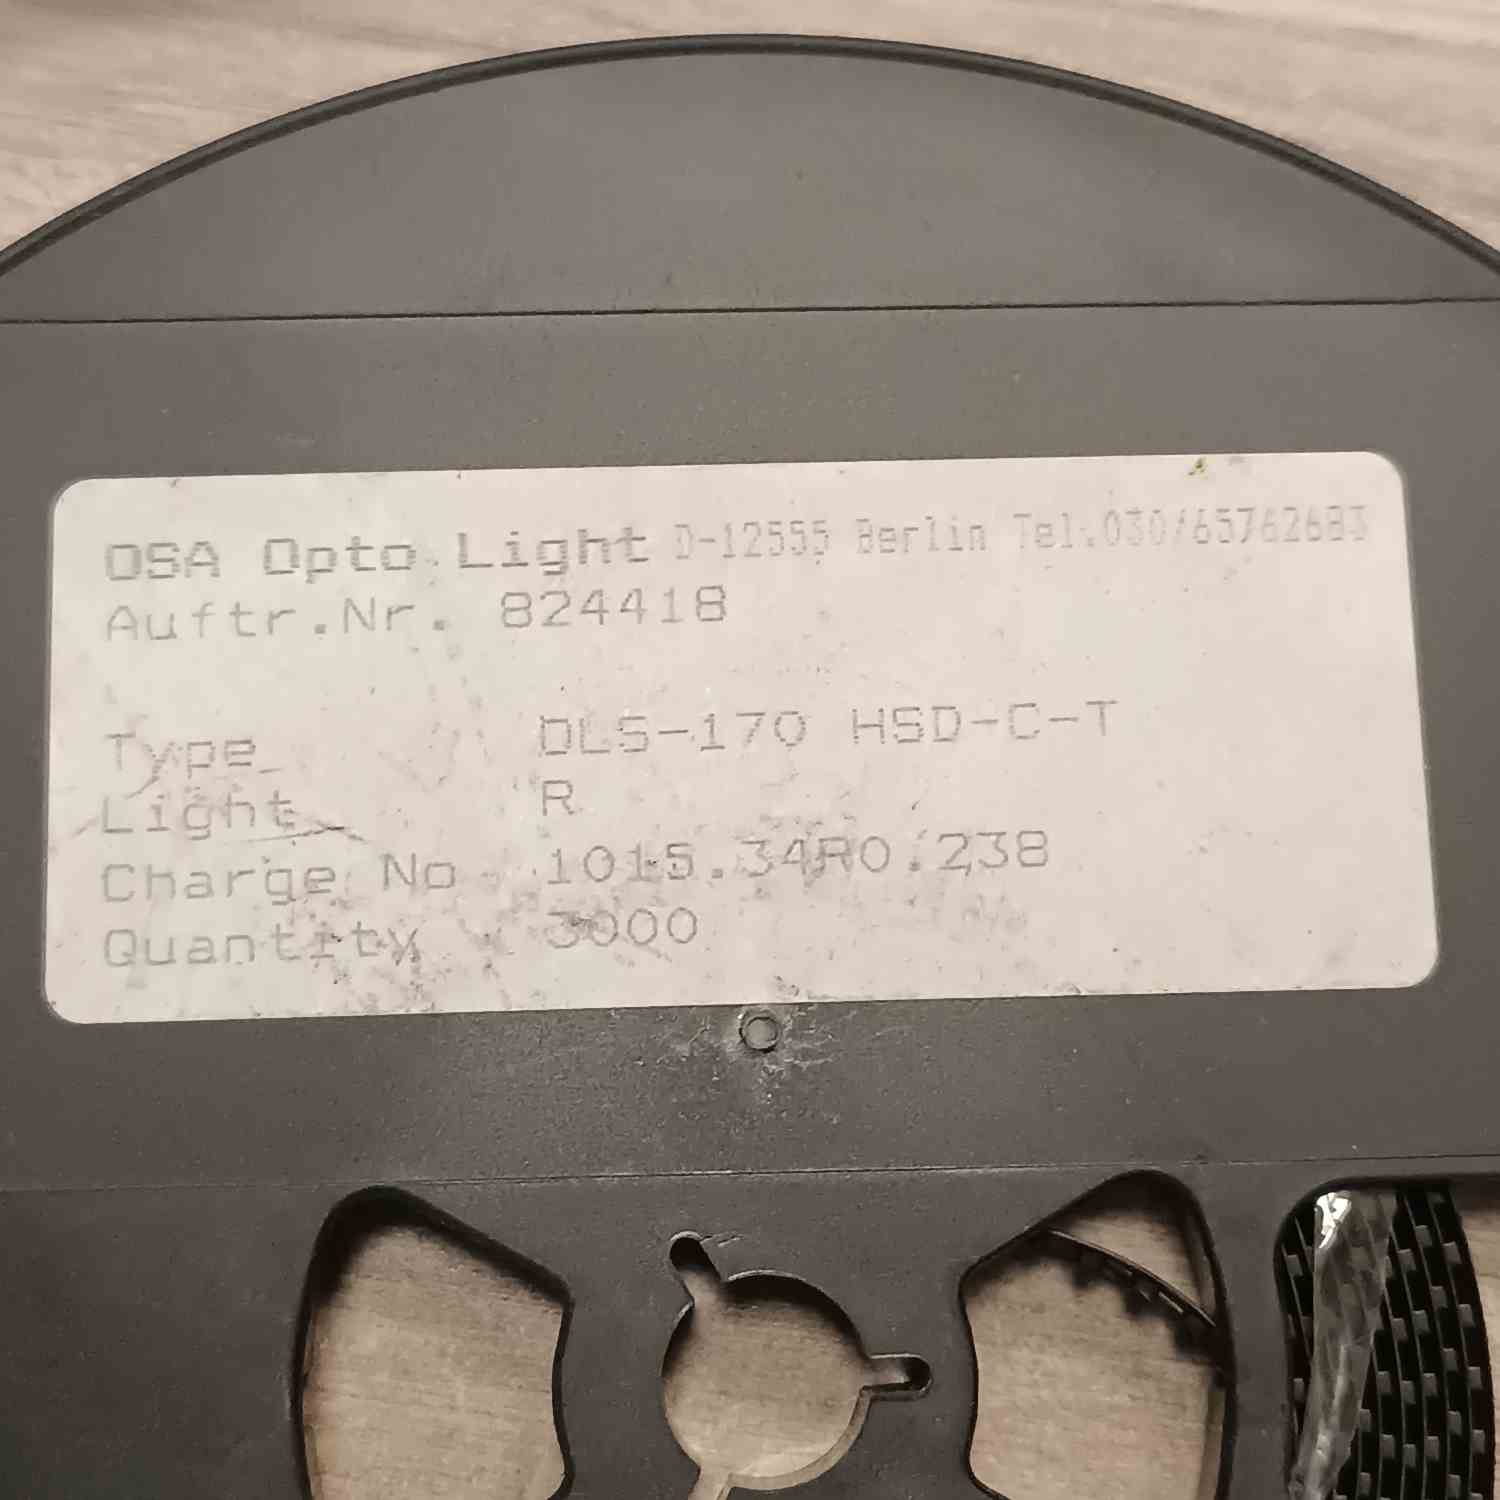 OSA Opto Light D-12555 Berlin Tel.030/65762683
Auftr.Nr. 824418
Type OLS-170 HSD-C-T
Light R
Charge No 1015.34R0.238
Quantity 3000